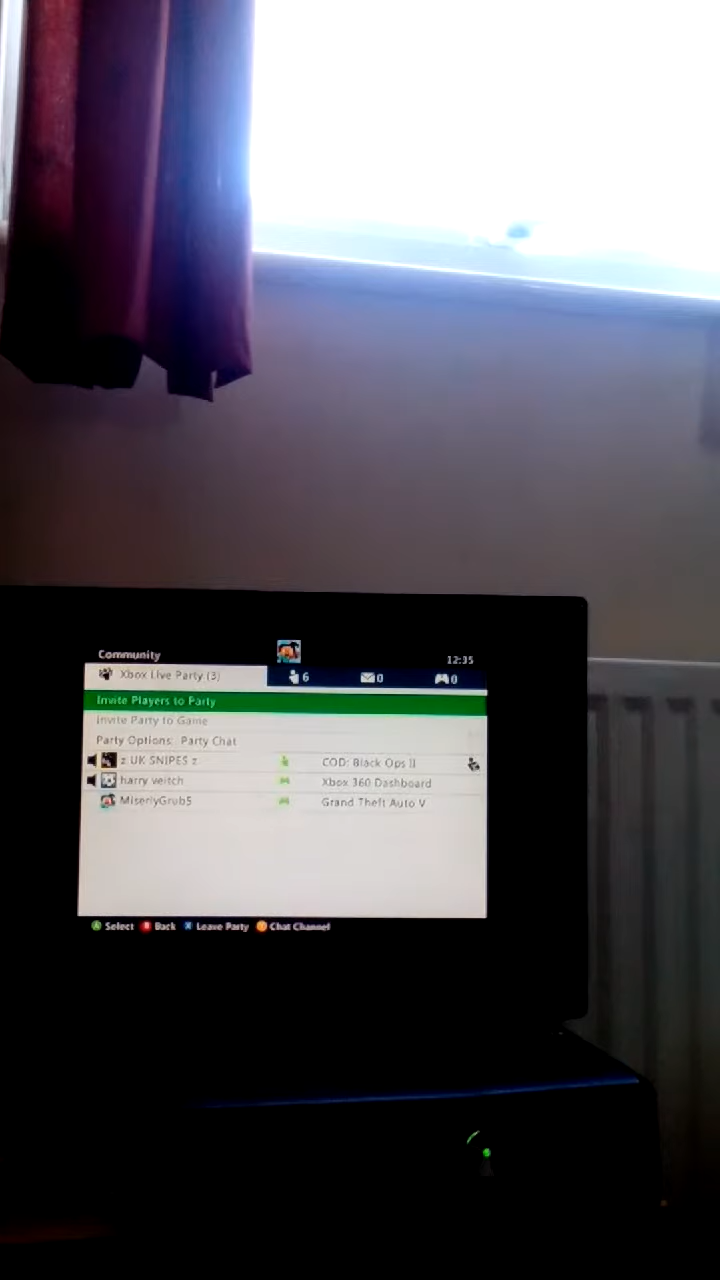 Community
12:35
Xbox Live Party (3)
6
0
0
Invite Players to Party
Invite Party to Game
Party Options: Party Chat
z UK SNIPES z COD: Black Ops II
harry veitch Xbox 360 Dashboard
MiserlyGrub5 Grand Theft Auto V
A Select B Back X Leave Party Y Chat Channel